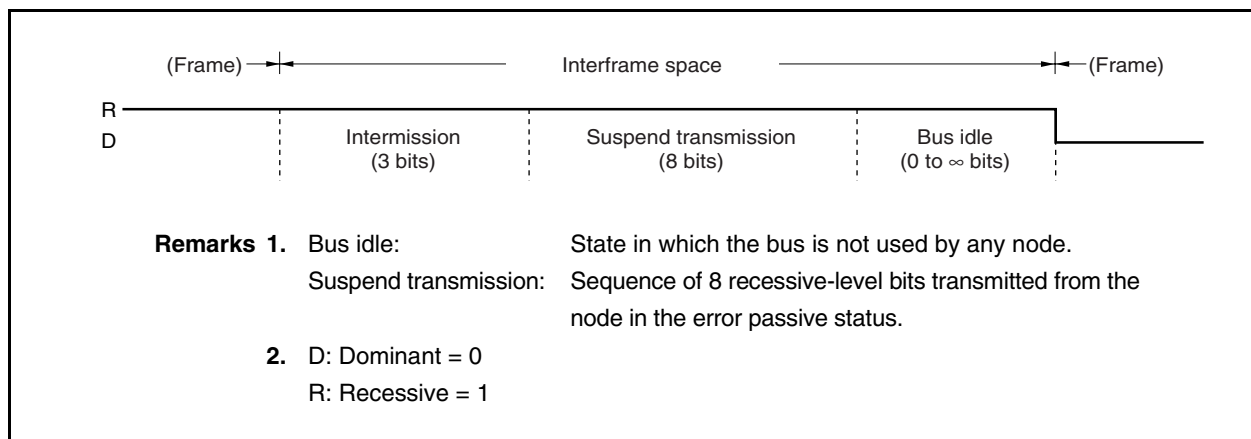 (Frame) Interframe space (Frame)
R
D
Intermission Suspend transmission Bus idle
(3 bits) (8 bits) (0 to ∞ bits)
Remarks 1. Bus idle: State in which the bus is not used by any node.
Suspend transmission: Sequence of 8 recessive-level bits transmitted from the
node in the error passive status.
2. D: Dominant = 0
R: Recessive = 1